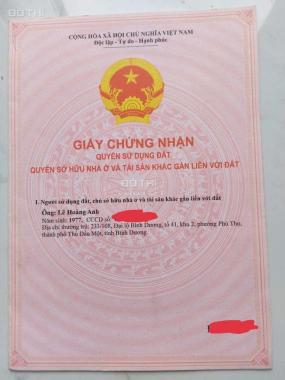 CỘNG HÒA XÃ HỘI CHỦ NGHĨA VIỆT NAM
Độc lập - Tự do - Hạnh phúc
GIẤY CHỨNG NHẬN
QUYỀN SỬ DỤNG ĐẤT
QUYỀN SỞ HỮU NHÀ Ở VÀ TÀI SẢN KHÁC GẮN LIỀN VỚI ĐẤT
I. Người sử dụng đất, chủ sở hữu nhà ở và tài sản khác gắn liền với đất
Ông: Lê Hoàng Anh
Năm sinh: 1977, CCCD số
Địa chỉ thường trú: 233/108, Đại lộ Bình Dương, tổ 41, khu 2, phường Phú Thọ,
thành phố Thủ Dầu Một, tỉnh Bình Dương.